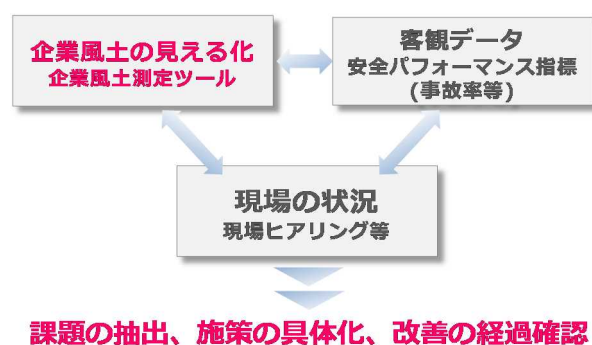 企業風土の見える化
企業風土測定ツール
客観データ
安全パフォーマンス指標
(事故率等)
現場の状況
現場ヒアリング等
課題の抽出、施策の具体化、改善の経過確認